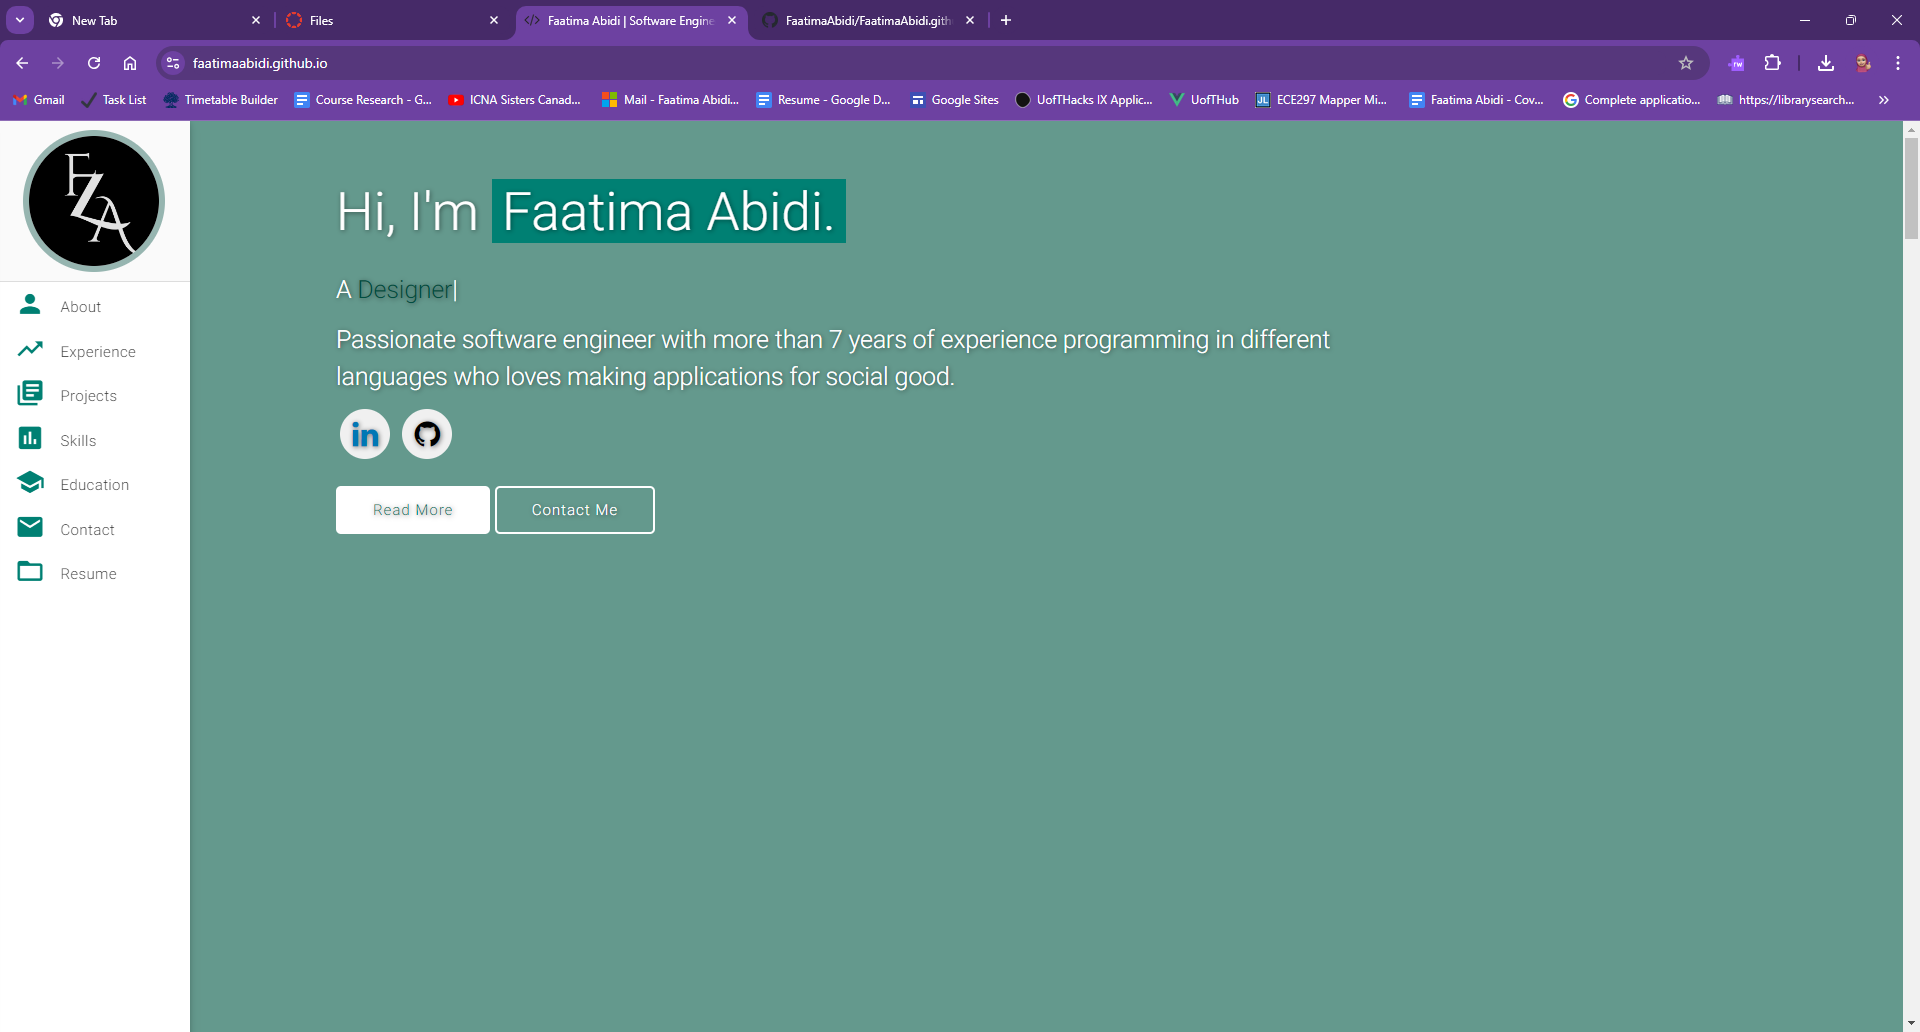 New Tab
Files
Faatima Abidi | Software Engine
FaatimaAbidi/FaatimaAbidi.gith
faatimaabidi.github.io
Gmail
Task List
Timetable Builder
Course Research - G...
ICNA Sisters Canad...
Mail - Faatima Abidi...
Resume - Google D...
Google Sites
UofTHacks IX Applic...
UofTHub
ECE297 Mapper Mi...
Faatima Abidi - Cov...
Complete applicatio...
https://librarysearch...
FZA
About
Experience
Projects
Skills
Education
Contact
Resume
Hi, I'm Faatima Abidi.
A Designer|
Passionate software engineer with more than 7 years of experience programming in different
languages who loves making applications for social good.
in
Read More
Contact Me